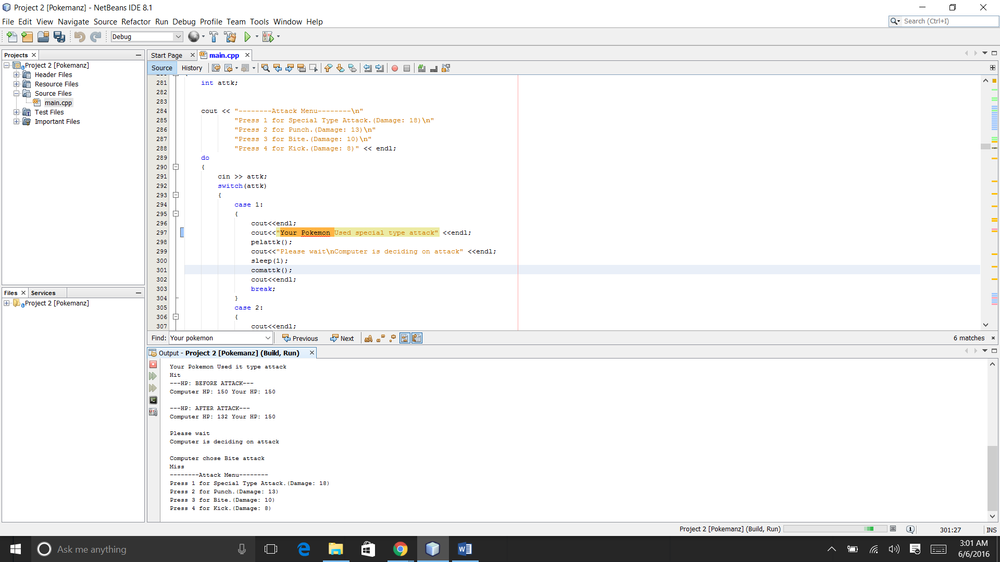 Project 2 [Pokemanz] - NetBeans IDE 8.1
File Edit View Navigate Source Refactor Run Debug Profile Team Tools Window Help
Search (Ctrl+I)
Debug
Projects
Project 2 [Pokemanz]
Header Files
Resource Files
Source Files
main.cpp
Test Files
Important Files
Files Services
Project 2 [Pokemanz]
Start Page main.cpp
Source History
281 int attk;
282
283
284 cout << "--------Attack Menu--------\n"
285 "Press 1 for Special Type Attack.(Damage: 18)\n"
286 "Press 2 for Punch.(Damage: 13)\n"
287 "Press 3 for Bite.(Damage: 10)\n"
288 "Press 4 for Kick.(Damage: 8)" << endl;
289 do
290 {
291 cin >> attk;
292 switch(attk)
293 {
294 case 1:
295 {
296 cout<<endl;
297 cout<<"Your Pokemon Used special type attack" <<endl;
298 pelattk();
299 cout<<"Please wait\nComputer is deciding on attack" <<endl;
300 sleep(1);
301 comattk();
302 cout<<endl;
303 break;
304 }
305 case 2:
306 {
307 cout<<endl;
Find: Your pokemon Previous Next 6 matches
Output - Project 2 [Pokemanz] (Build, Run)
Your Pokemon Used it type attack
Hit
---HP: BEFORE ATTACK---
Computer HP: 150 Your HP: 150
---HP: AFTER ATTACK---
Computer HP: 132 Your HP: 150
Please wait
Computer is deciding on attack
Computer chose Bite attack
Miss
--------Attack Menu--------
Press 1 for Special Type Attack.(Damage: 18)
Press 2 for Punch.(Damage: 13)
Press 3 for Bite.(Damage: 10)
Press 4 for Kick.(Damage: 8)
Project 2 [Pokemanz] (Build, Run) 301:27 INS
Ask me anything
3:01 AM
6/6/2016